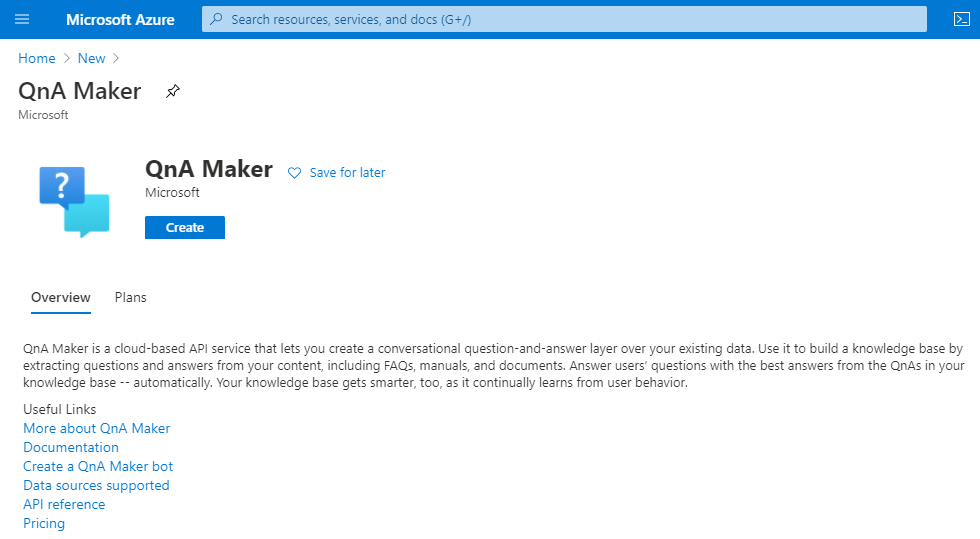 Microsoft Azure
Search resources, services, and docs (G+/)
Home > New >
QnA Maker
Microsoft
?
QnA Maker
Save for later
Microsoft
Create
Overview
Plans
QnA Maker is a cloud-based API service that lets you create a conversational question-and-answer layer over your existing data. Use it to build a knowledge base by
extracting questions and answers from your content, including FAQs, manuals, and documents. Answer users' questions with the best answers from the QnAs in your
knowledge base -- automatically. Your knowledge base gets smarter, too, as it continually learns from user behavior.
Useful Links
More about QnA Maker
Documentation
Create a QnA Maker bot
Data sources supported
API reference
Pricing